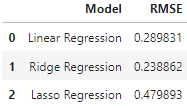 Model RMSE
0 Linear Regression 0.289831
1 Ridge Regression 0.238862
2 Lasso Regression 0.479893